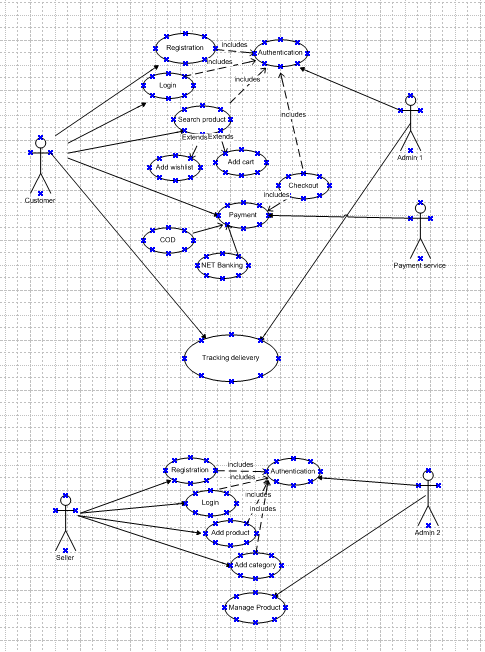 Registration
includes
Authentication
includes
Login
includes
Search product
includes
Extends
Extends
Add wishlist
Add cart
Admin 1
Customer
Checkout
includes
Payment
COD
NET Banking
Payment service
Tracking delievery
Registration
includes
Authentication
includes
Login
includes
includes
Add product
Admin 2
Seller
Add category
Manage Product